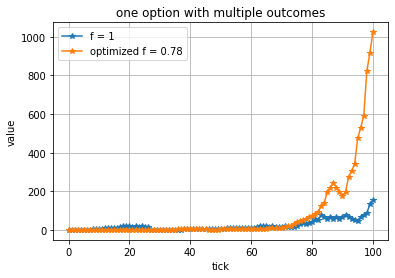 one option with multiple outcomes
f = 1
optimized f = 0.78
value
1000
800
600
400
200
0
0 20 40 60 80 100
tick